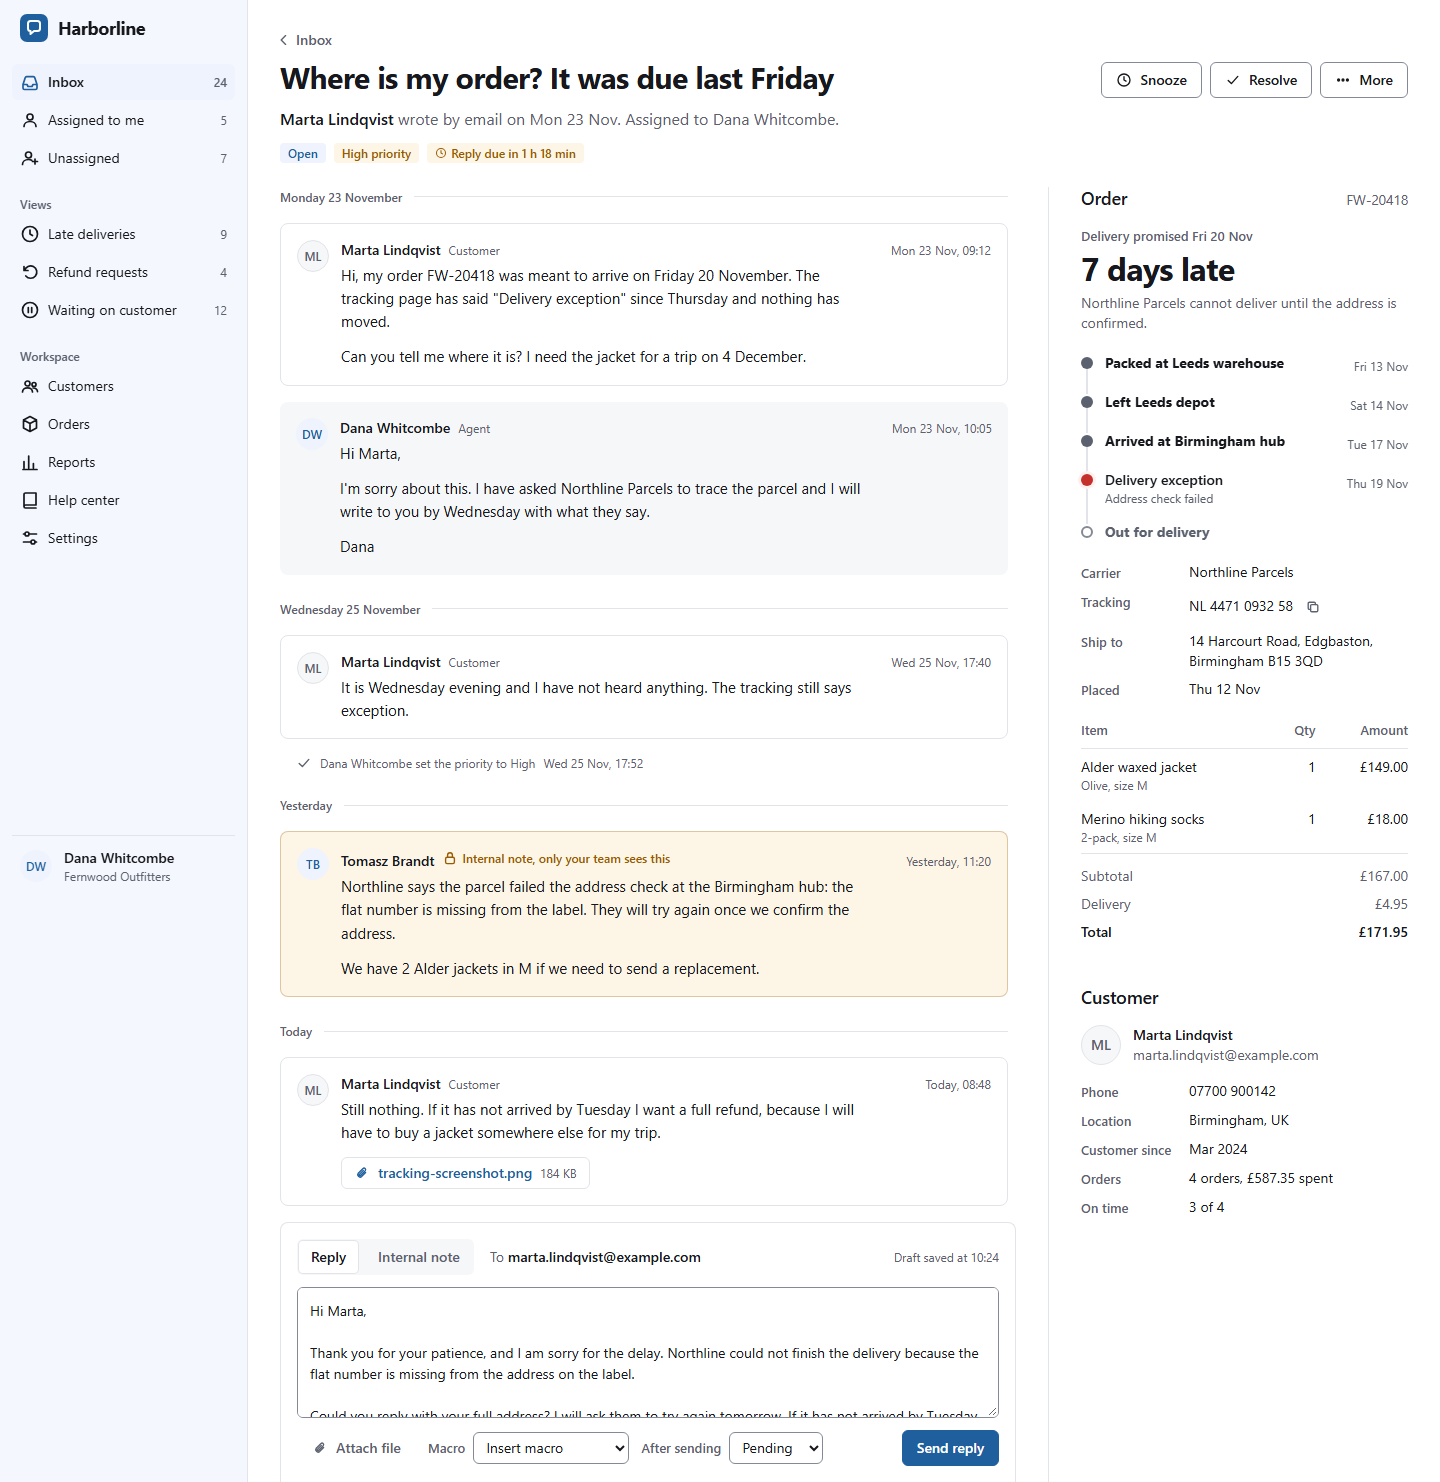 Harborline
Inbox 24
Assigned to me 5
Unassigned 7
Views
Late deliveries 9
Refund requests 4
Waiting on customer 12
Workspace
Customers
Orders
Reports
Help center
Settings
DW
Dana Whitcombe
Fernwood Outfitters
Inbox
Where is my order? It was due last Friday
Snooze
Resolve
More
Marta Lindqvist wrote by email on Mon 23 Nov. Assigned to Dana Whitcombe.
Open
High priority
Reply due in 1 h 18 min
Monday 23 November
ML
Marta Lindqvist Customer Mon 23 Nov, 09:12
Hi, my order FW-20418 was meant to arrive on Friday 20 November. The
tracking page has said "Delivery exception" since Thursday and nothing has
moved.
Can you tell me where it is? I need the jacket for a trip on 4 December.
DW
Dana Whitcombe Agent Mon 23 Nov, 10:05
Hi Marta,
I'm sorry about this. I have asked Northline Parcels to trace the parcel and I will
write to you by Wednesday with what they say.
Dana
Wednesday 25 November
ML
Marta Lindqvist Customer Wed 25 Nov, 17:40
It is Wednesday evening and I have not heard anything. The tracking still says
exception.
Dana Whitcombe set the priority to High Wed 25 Nov, 17:52
Yesterday
TB
Tomasz Brandt Internal note, only your team sees this Yesterday, 11:20
Northline says the parcel failed the address check at the Birmingham hub: the
flat number is missing from the label. They will try again once we confirm the
address.
We have 2 Alder jackets in M if we need to send a replacement.
Today
ML
Marta Lindqvist Customer Today, 08:48
Still nothing. If it has not arrived by Tuesday I want a full refund, because I will
have to buy a jacket somewhere else for my trip.
tracking-screenshot.png 184 KB
Reply
Internal note
To marta.lindqvist@example.com
Draft saved at 10:24
Hi Marta,
Thank you for your patience, and I am sorry for the delay. Northline could not finish the delivery because the
flat number is missing from the address on the label.
Could you reply with your full address? I will ask them to try again tomorrow. If it has not arrived by Tuesday
Attach file
Macro
Insert macro
After sending
Pending
Send reply
Order FW-20418
Delivery promised Fri 20 Nov
7 days late
Northline Parcels cannot deliver until the address is
confirmed.
Packed at Leeds warehouse Fri 13 Nov
Left Leeds depot Sat 14 Nov
Arrived at Birmingham hub Tue 17 Nov
Delivery exception Thu 19 Nov
Address check failed
Out for delivery
Carrier Northline Parcels
Tracking NL 4471 0932 58
Ship to 14 Harcourt Road, Edgbaston,
Birmingham B15 3QD
Placed Thu 12 Nov
Item Qty Amount
Alder waxed jacket 1 £149.00
Olive, size M
Merino hiking socks 1 £18.00
2-pack, size M
Subtotal £167.00
Delivery £4.95
Total £171.95
Customer
ML
Marta Lindqvist
marta.lindqvist@example.com
Phone 07700 900142
Location Birmingham, UK
Customer since Mar 2024
Orders 4 orders, £587.35 spent
On time 3 of 4